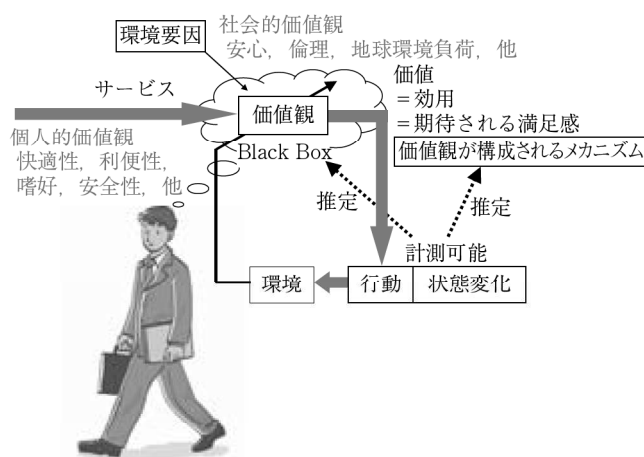 社会的価値観
環境要因
安心，倫理，地球環境負荷，他
サービス
価値観
価値
＝効用
＝期待される満足感
価値観が構成されるメカニズム
個人的価値観
快適性，利便性，
嗜好，安全性，他
Black Box
推定
推定
計測可能
環境
行動
状態変化